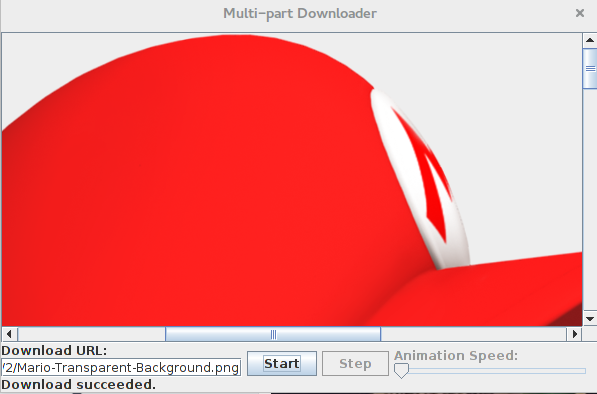 Multi-part Downloader
Download URL:
/2/Mario-Transparent-Background.png
Start
Step
Animation Speed:
Download succeeded.